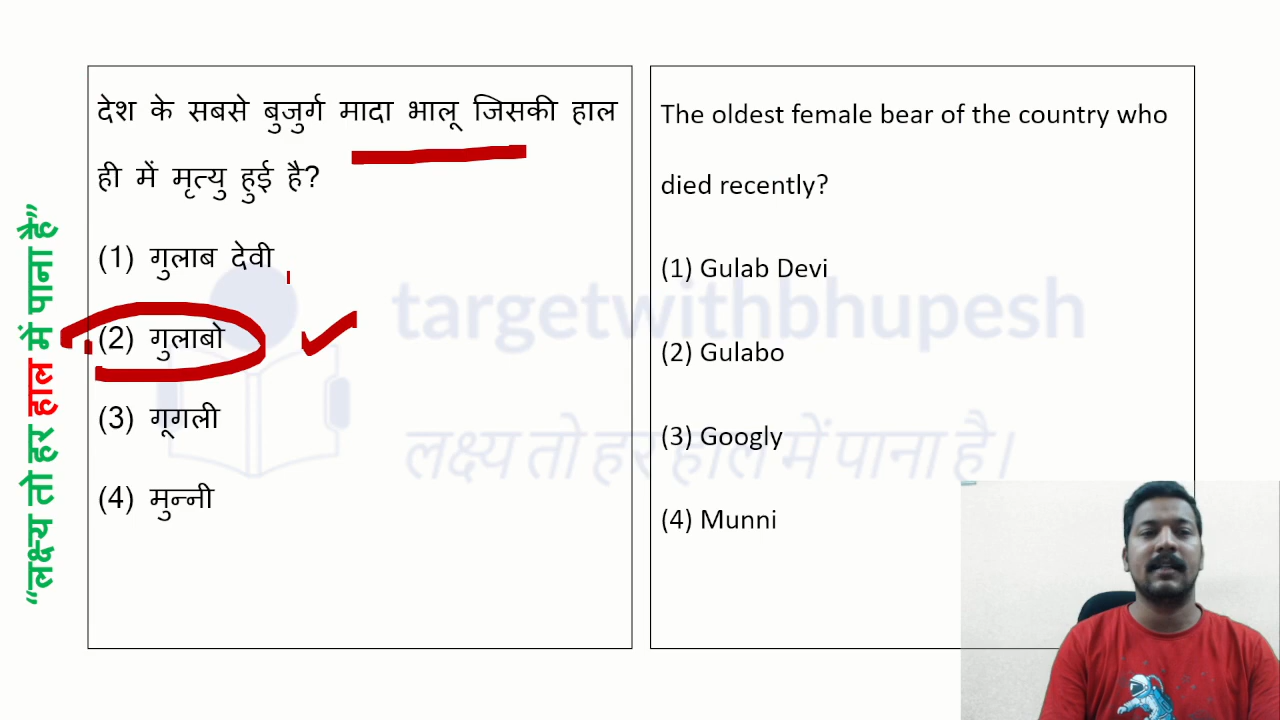 देश के सबसे बुजुर्ग मादा भालू जिसकी हाल
ही में मृत्यु हुई है?
(1) गुलाब देवी
(2) गुलाबो
(3) गूगली
(4) मुन्नी
The oldest female bear of the country who
died recently?
(1) Gulab Devi
(2) Gulabo
(3) Googly
(4) Munni
targetwithbhupesh
लक्ष्य तो हर हाल में पाना है।
“लक्ष्य तो हर हाल में पाना है”